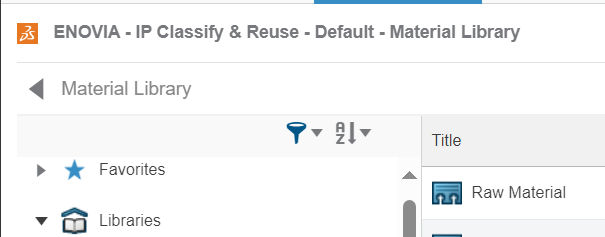 ENOVIA - IP Classify & Reuse - Default - Material Library
Material Library
A
Z
Title
Favorites
Raw Material
Libraries